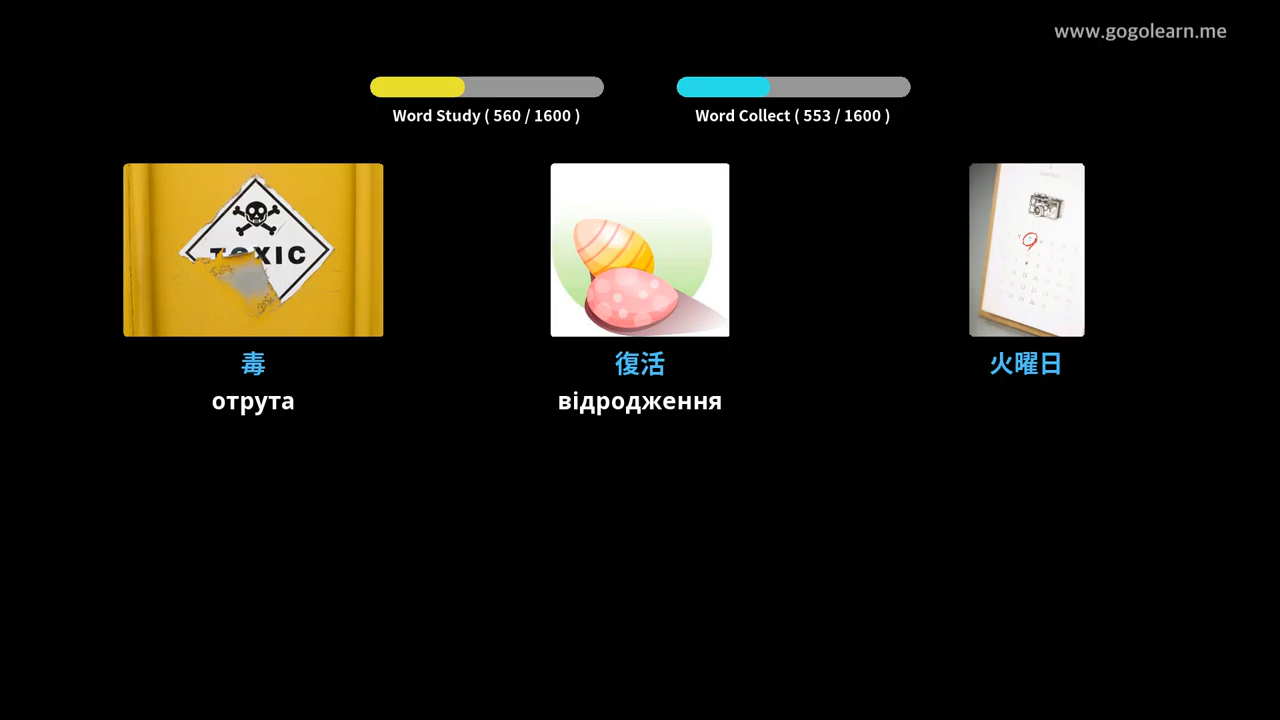 www.gogolearn.me
Word Study ( 560 / 1600 )
Word Collect ( 553 / 1600 )
TOXIC
毒
復活
火曜日
отрута
відродження